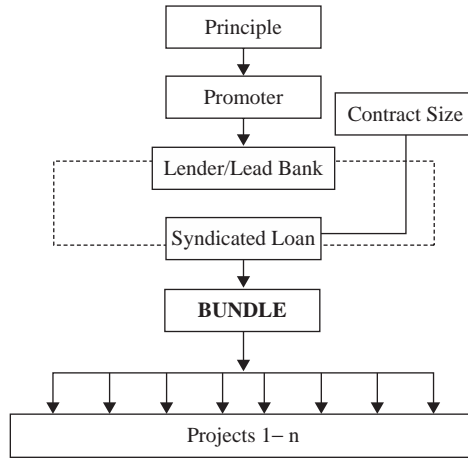 Principle
Promoter
Contract Size
Lender/Lead Bank
Syndicated Loan
BUNDLE
Projects 1– n